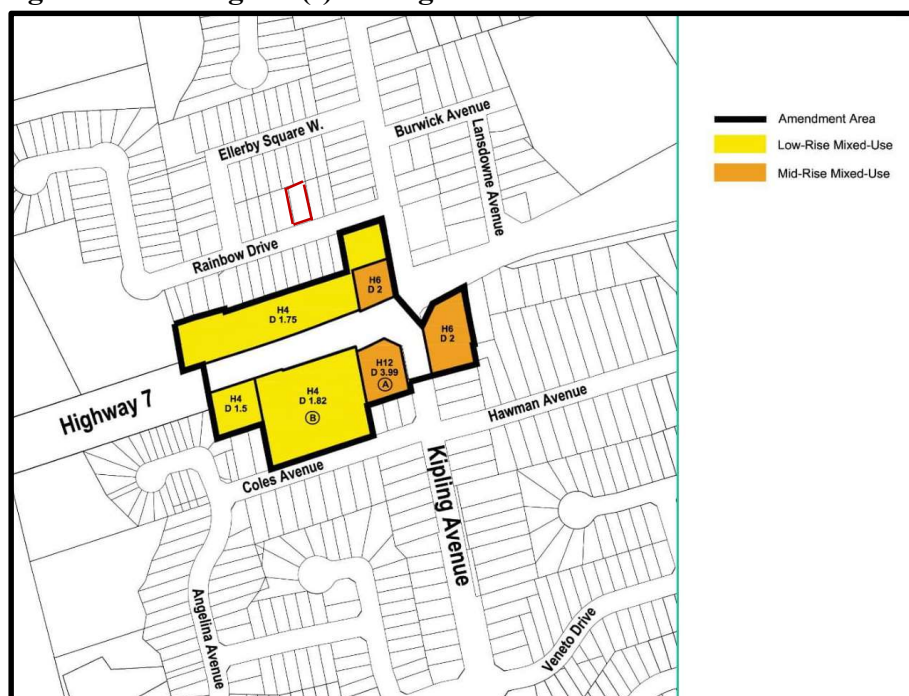 Burwick Avenue
Lansdowne Avenue
Ellerby Square W.
Rainbow Drive
Amendment Area
Low-Rise Mixed-Use
Mid-Rise Mixed-Use
H6
D 2
H4
D 1.75
H6
D 2
H12
D 3.99
A
H4
D 1.5
H4
D 1.82
B
Highway 7
Hawman Avenue
Coles Avenue
Kipling Avenue
Angelina Avenue
Veneto Drive